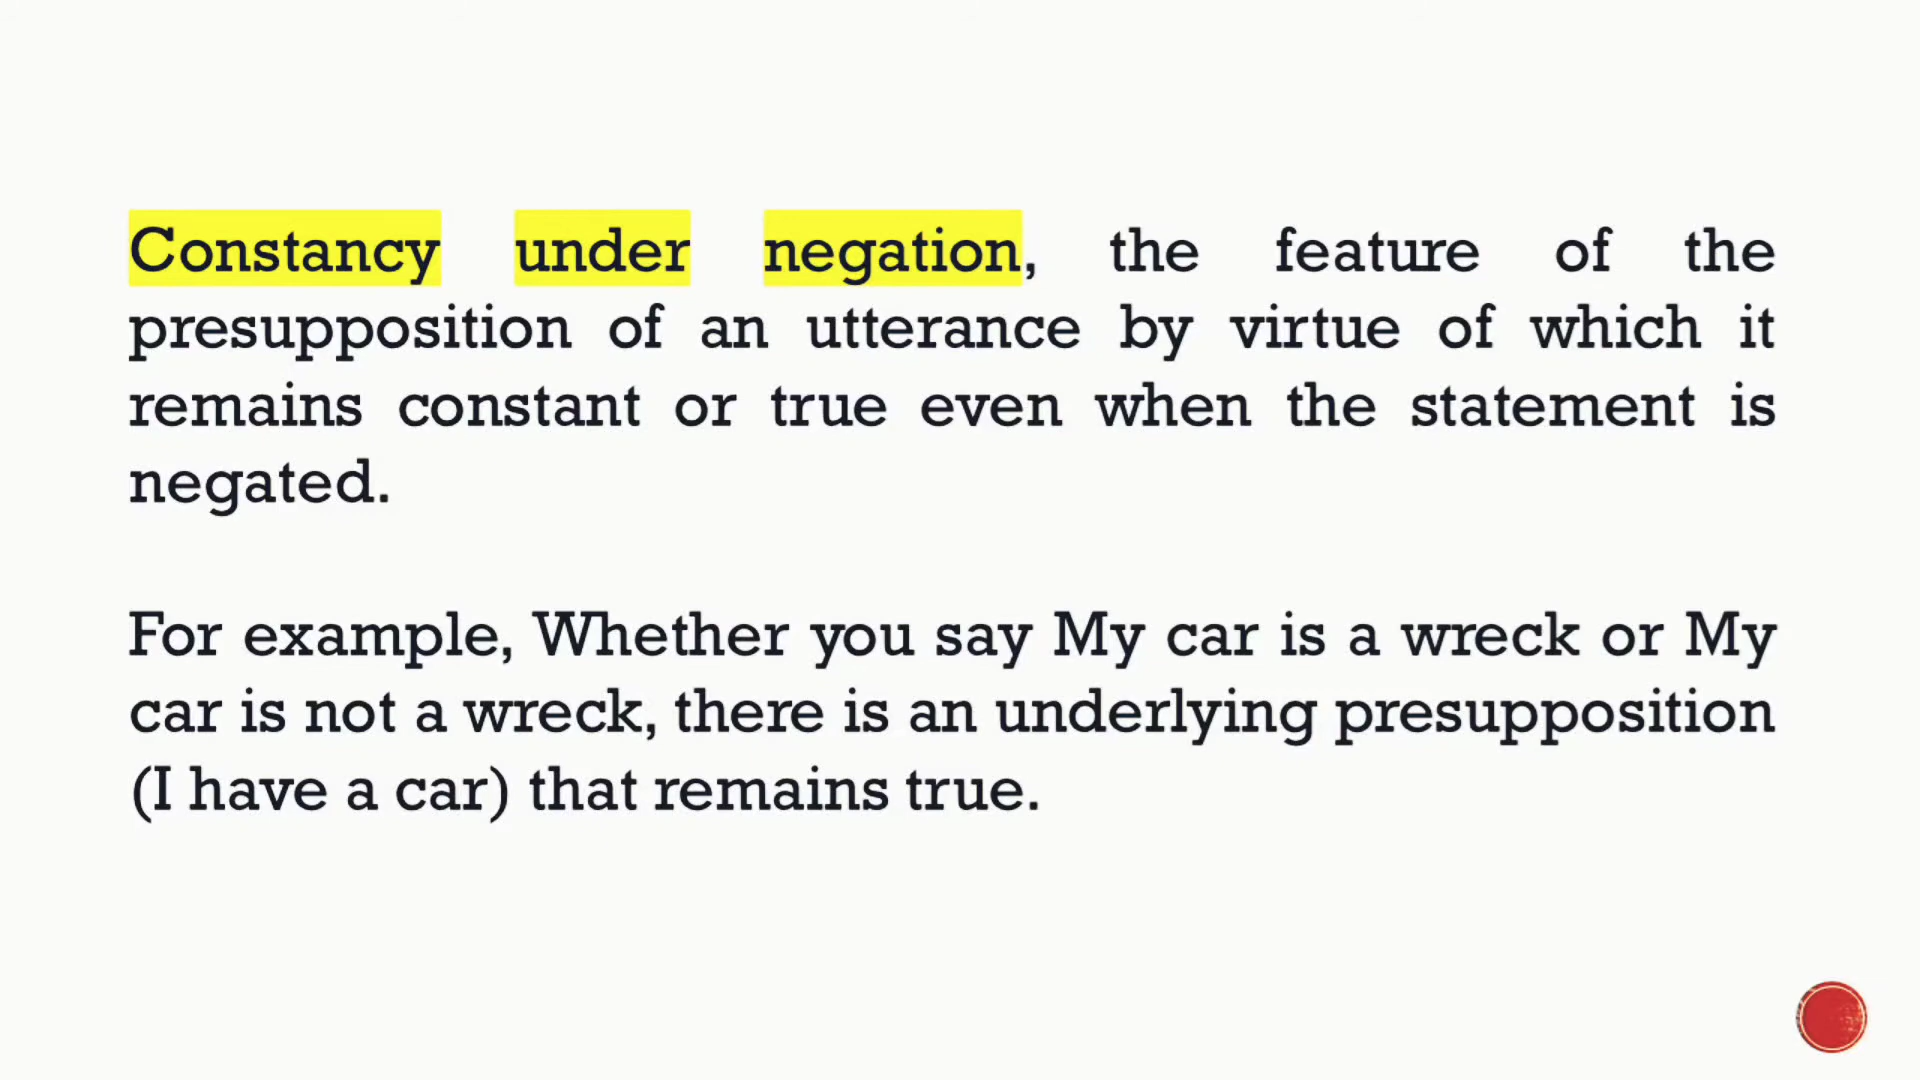 Constancy under negation, the feature of the
presupposition of an utterance by virtue of which it
remains constant or true even when the statement is
negated.
For example, Whether you say My car is a wreck or My
car is not a wreck, there is an underlying presupposition
(I have a car) that remains true.